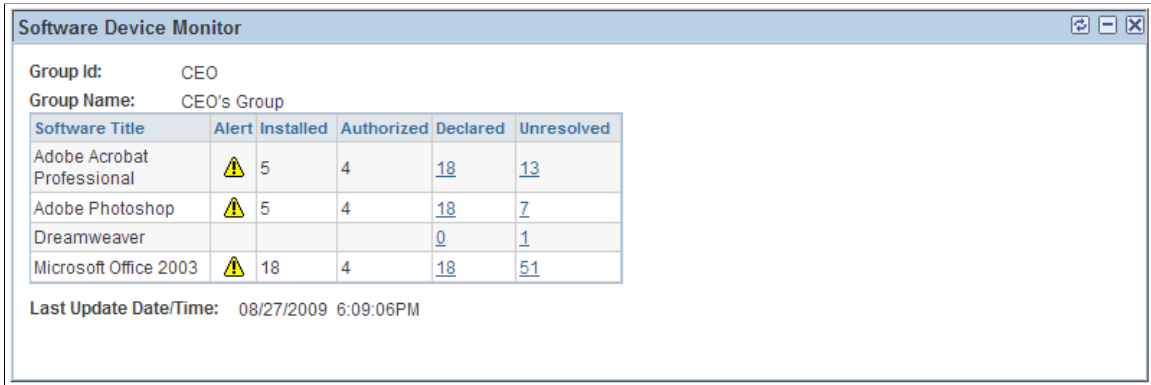 Software Device Monitor
Group Id: CEO
Group Name: CEO's Group
Software Title Alert Installed Authorized Declared Unresolved
Adobe Acrobat
Professional 5 4 18 13
Adobe Photoshop 5 4 18 7
Dreamweaver 0 1
Microsoft Office 2003 18 4 18 51
Last Update Date/Time: 08/27/2009 6:09:06PM